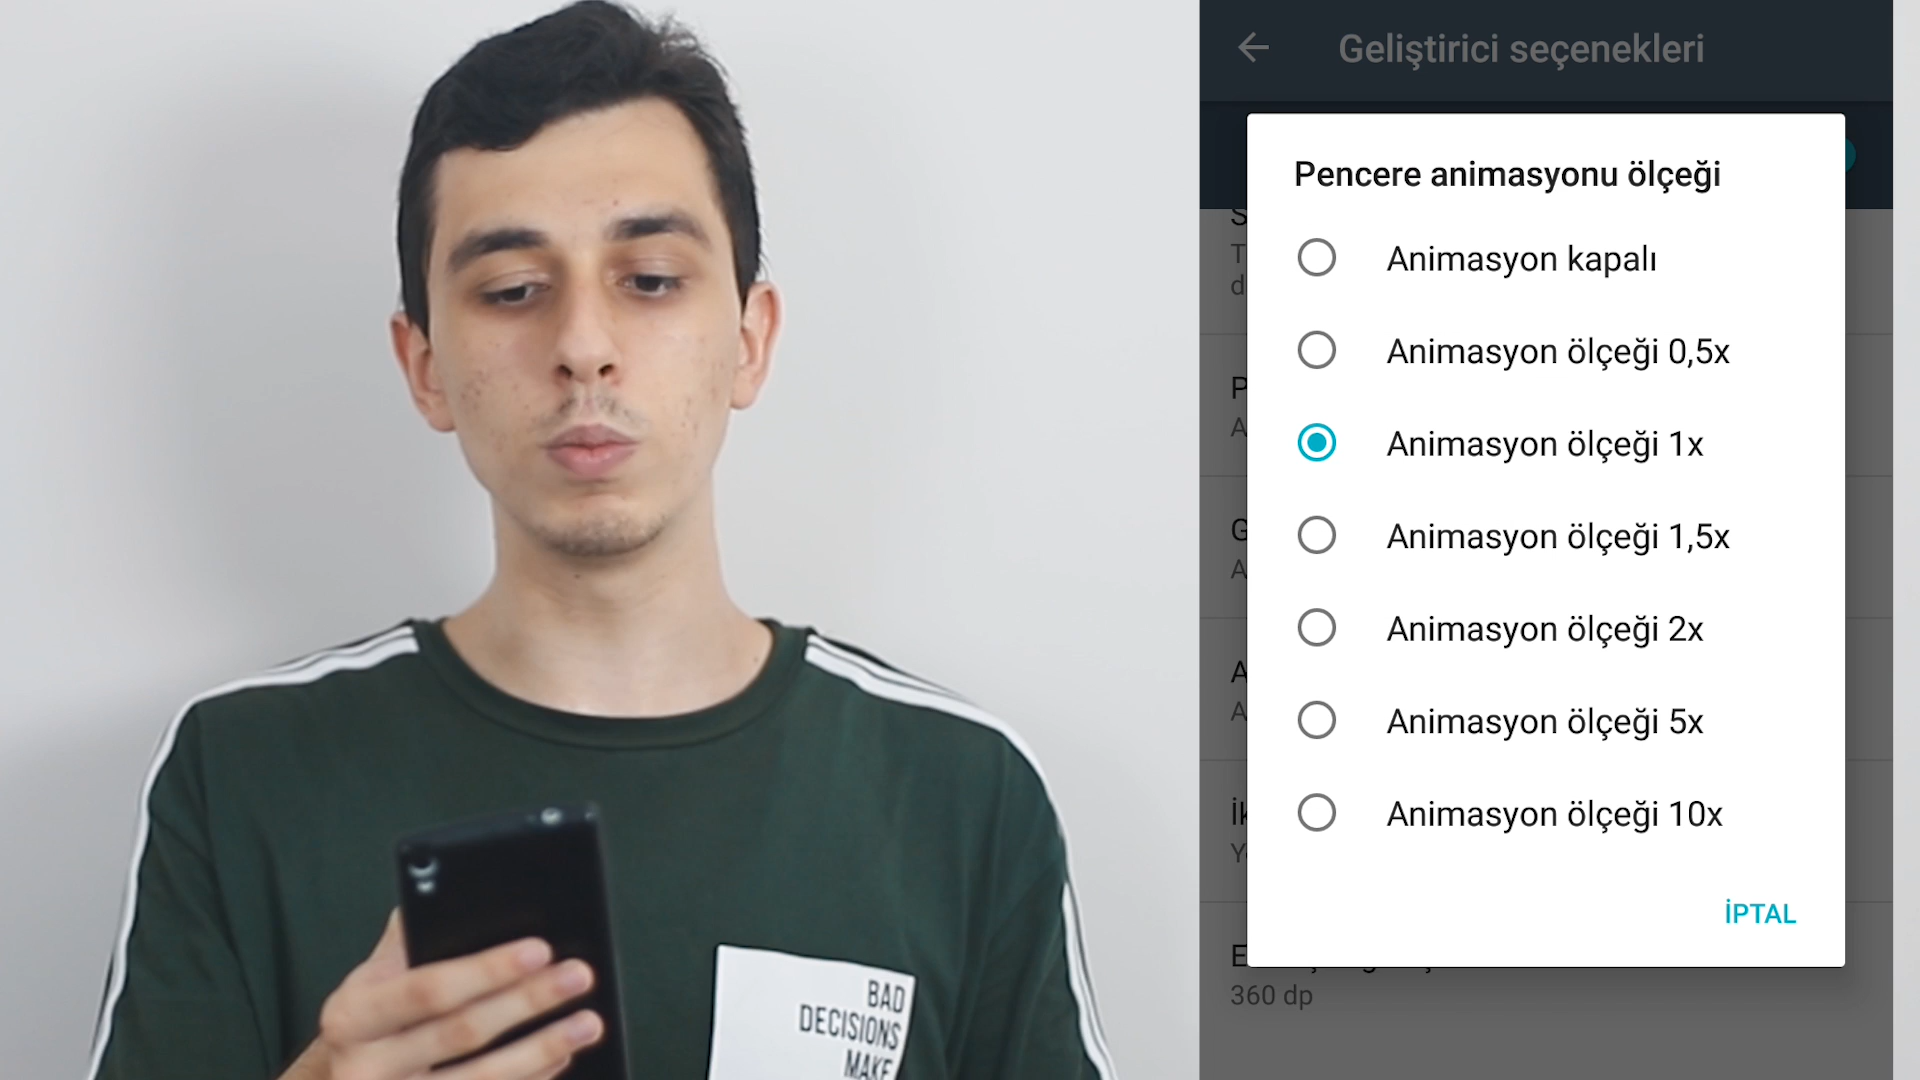 Geliştirici seçenekleri
Pencere animasyonu ölçeği
Animasyon kapalı
Animasyon ölçeği 0,5x
Animasyon ölçeği 1x
Animasyon ölçeği 1,5x
Animasyon ölçeği 2x
Animasyon ölçeği 5x
Animasyon ölçeği 10x
İPTAL
360 dp
BAD
DECISIONS
MAKE